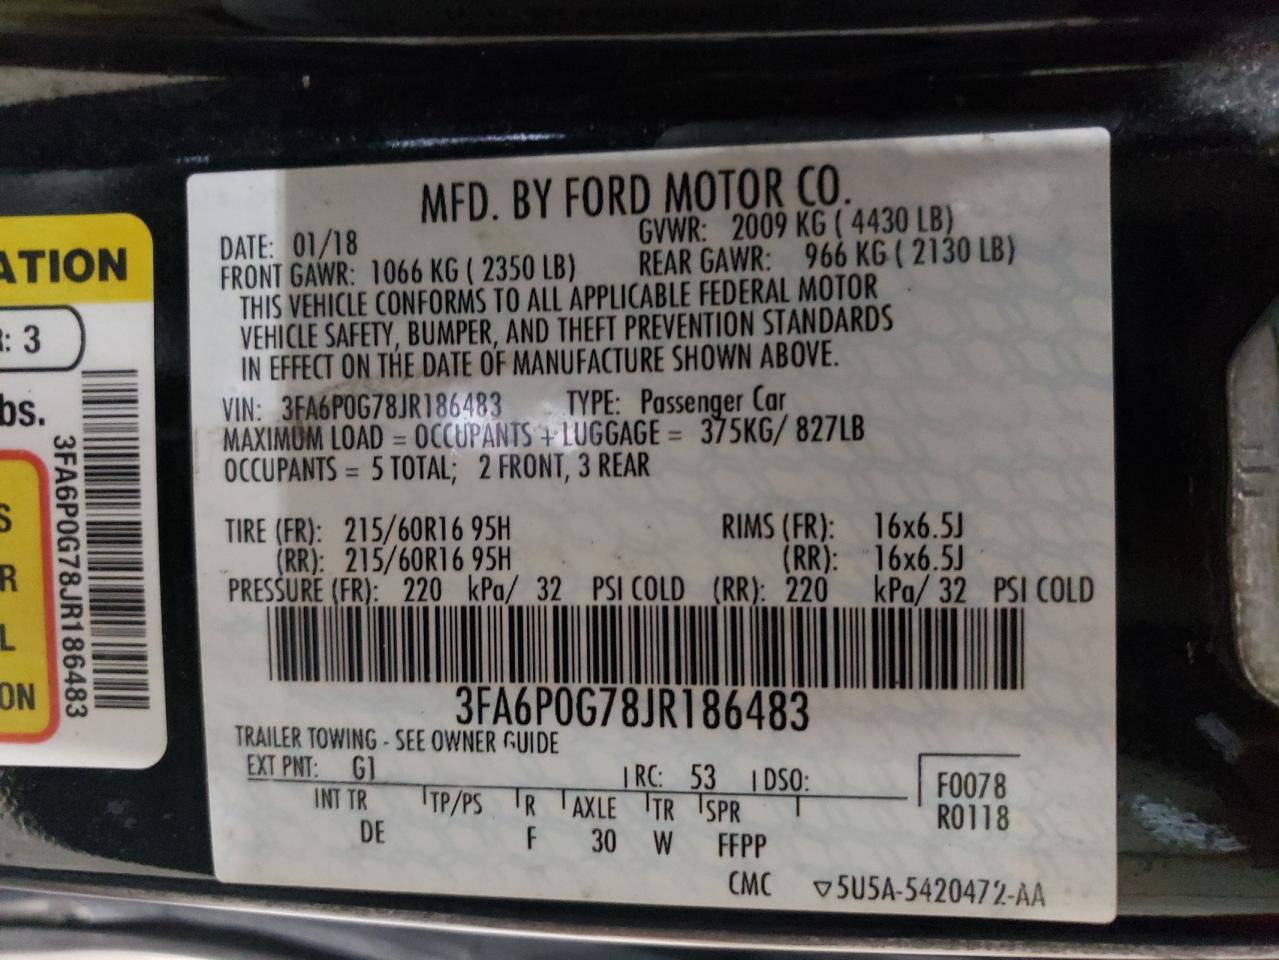 ATION
R: 3
bs.
S
R
L
ON
3FA6P0G78JR186483
MFD. BY FORD MOTOR CO.
DATE: 01/18 GVWR: 2009 KG ( 4430 LB)
FRONT GAWR: 1066 KG ( 2350 LB) REAR GAWR: 966 KG ( 2130 LB)
THIS VEHICLE CONFORMS TO ALL APPLICABLE FEDERAL MOTOR
VEHICLE SAFETY, BUMPER, AND THEFT PREVENTION STANDARDS
IN EFFECT ON THE DATE OF MANUFACTURE SHOWN ABOVE.
VIN: 3FA6P0G78JR186483 TYPE: Passenger Car
MAXIMUM LOAD = OCCUPANTS + LUGGAGE = 375KG/ 827LB
OCCUPANTS = 5 TOTAL; 2 FRONT, 3 REAR
TIRE (FR): 215/60R16 95H RIMS (FR): 16x6.5J
(RR): 215/60R16 95H (RR): 16x6.5J
PRESSURE (FR): 220 kPa/ 32 PSI COLD (RR): 220 kPa/ 32 PSI COLD
3FA6P0G78JR186483
TRAILER TOWING - SEE OWNER GUIDE
EXT PNT: G1 RC: 53 DSO: F0078
INT TR TP/PS R AXLE TR SPR R0118
DE F 30 W FFPP
CMC ▽5U5A-5420472-AA